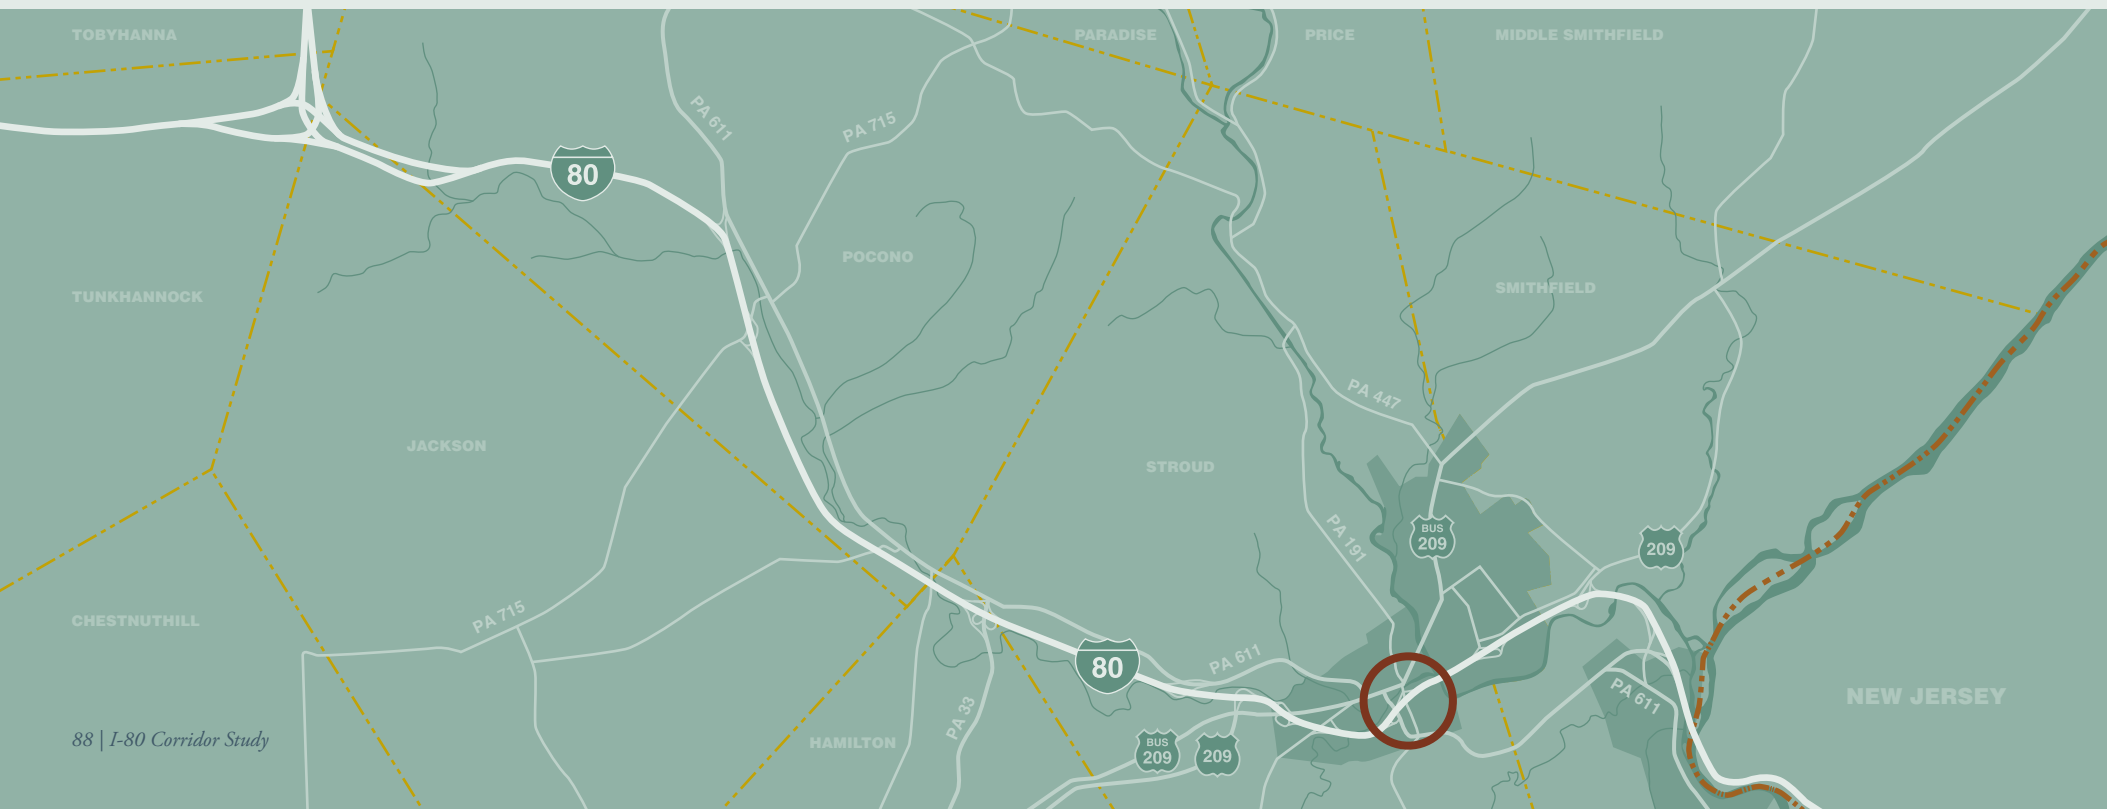 TOBYHANNA
PARADISE
PRICE
MIDDLE SMITHFIELD
PA 611
PA 715
80
POCONO
TUNKHANNOCK
SMITHFIELD
PA 447
JACKSON
STROUD
PA 191
BUS
209
209
CHESTNUTHILL
PA 715
80
PA 611
PA 611
NEW JERSEY
PA 33
HAMILTON
BUS
209
209
88 | I-80 Corridor Study